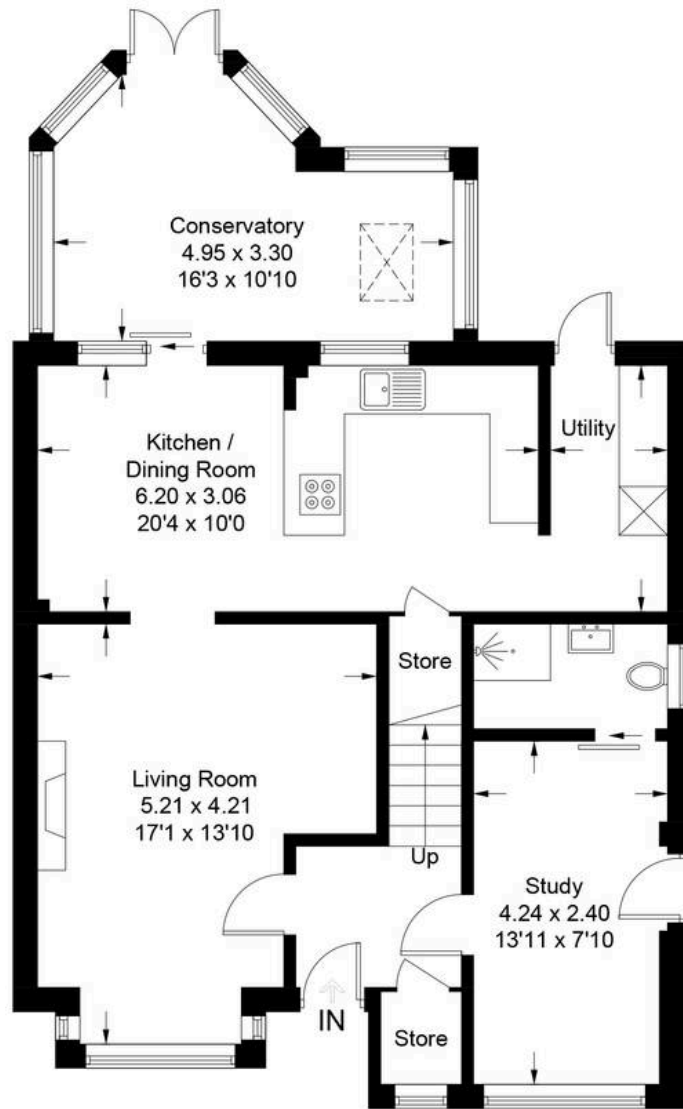 Conservatory
4.95 x 3.30
16'3 x 10'10
Kitchen /
Dining Room
6.20 x 3.06
20'4 x 10'0
Utility
Store
Living Room
5.21 x 4.21
17'1 x 13'10
Up
Study
4.24 x 2.40
13'11 x 7'10
IN
Store